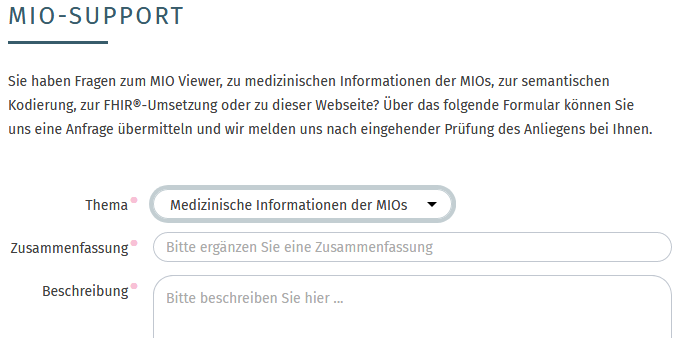 MIO-SUPPORT
Sie haben Fragen zum MIO Viewer, zu medizinischen Informationen der MIOs, zur semantischen
Kodierung, zur FHIR®-Umsetzung oder zu dieser Webseite? Über das folgende Formular können Sie
uns eine Anfrage übermitteln und wir melden uns nach eingehender Prüfung des Anliegens bei Ihnen.
Thema Medizinische Informationen der MIOs
Zusammenfassung Bitte ergänzen Sie eine Zusammenfassung
Beschreibung Bitte beschreiben Sie hier ...